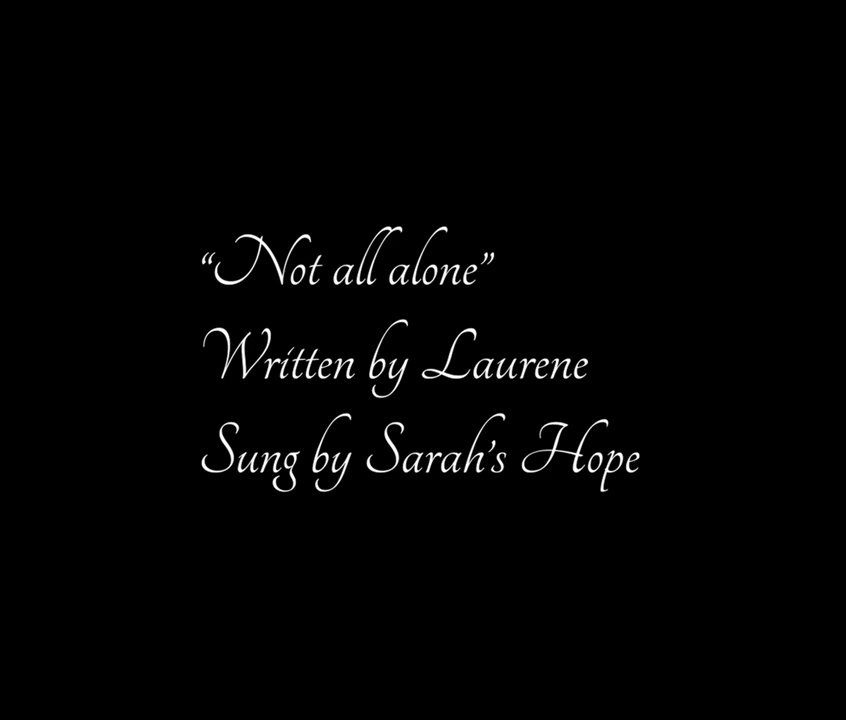 “Not all alone”
Written by Laurene
Sung by Sarah’s Hope